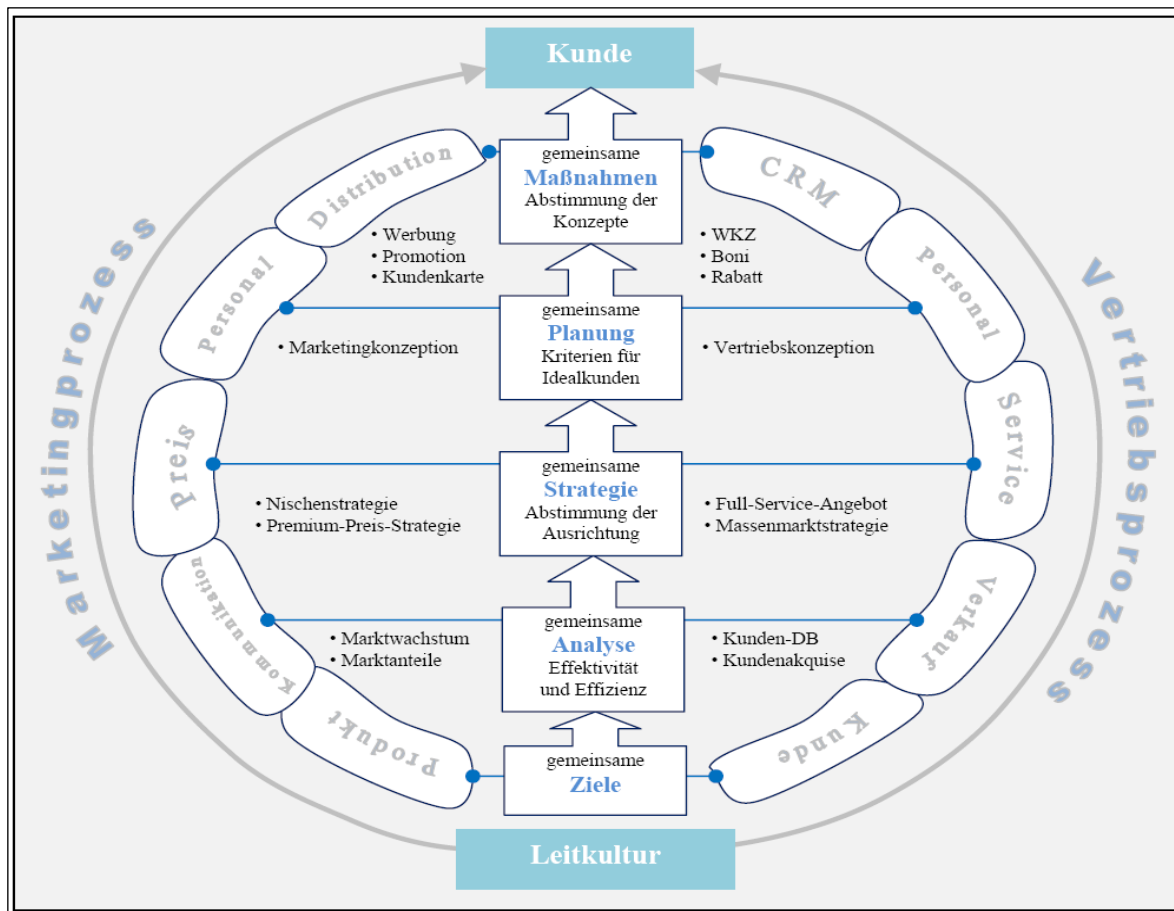 Kunde
gemeinsame
Maßnahmen
Abstimmung der
Konzepte
Distribution
CRM
• Werbung
• Promotion
• Kundenkarte
• WKZ
• Boni
• Rabatt
Marketingprozess
Vertriebsprozess
Personal
Personal
gemeinsame
Planung
Kriterien für
Idealkunden
• Marketingkonzeption
• Vertriebskonzeption
Preis
Service
gemeinsame
Strategie
Abstimmung der
Ausrichtung
• Nischenstrategie
• Premium-Preis-Strategie
• Full-Service-Angebot
• Massenmarktstrategie
Kommunikation
Verkauf
gemeinsame
Analyse
Effektivität
und Effizienz
• Marktwachstum
• Marktanteile
• Kunden-DB
• Kundenakquise
Produkt
Kunde
gemeinsame
Ziele
Leitkultur